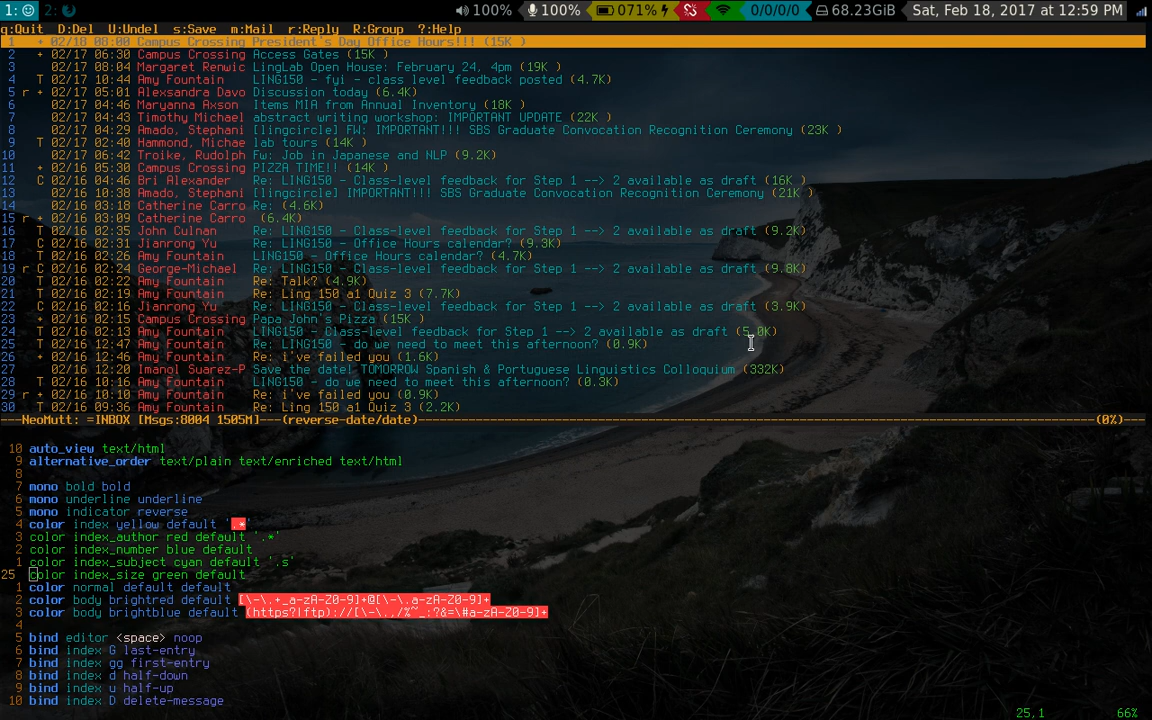 1: 2: 100% 100% 071% 0/0/0/0 68.23GiB Sat, Feb 18, 2017 at 12:59 PM
q:Quit D:Del U:Undel s:Save m:Mail r:Reply R:Group ?:Help
1 + 02/18 08:00 Campus Crossing President's Day Office Hours!!! (15K )
2 + 02/17 06:30 Campus Crossing Access Gates (15K )
3 02/17 08:04 Margaret Renwic LingLab Open House: February 24, 4pm (19K )
4 T 02/17 10:44 Amy Fountain LING150 - fyi - class level feedback posted (4.7K)
5 r + 02/17 05:01 Alexsandra Davo Discussion today (6.4K)
6 02/17 04:46 Maryanna Axson Items MIA from Annual Inventory (18K )
7 02/17 04:43 Timothy Michael abstract writing workshop: IMPORTANT UPDATE (22K )
8 02/17 04:29 Amado, Stephani [lingcircle] FW: IMPORTANT!!! SBS Graduate Convocation Recognition Ceremony (23K )
9 T 02/17 02:40 Hammond, Michae lab tours (14K )
10 02/17 06:42 Troike, Rudolph Fw: Job in Japanese and NLP (9.2K)
11 + 02/16 05:30 Campus Crossing PIZZA TIME!! (14K )
12 C 02/16 04:46 Bri Alexander Re: LING150 - Class-level feedback for Step 1 --> 2 available as draft (16K )
13 02/16 10:38 Amado, Stephani [lingcircle] IMPORTANT!!! SBS Graduate Convocation Recognition Ceremony (21K )
14 02/16 03:18 Catherine Carro Re: (4.6K)
15 r + 02/16 03:09 Catherine Carro (6.4K)
16 T 02/16 02:35 John Culnan Re: LING150 - Class-level feedback for Step 1 --> 2 available as draft (9.2K)
17 C 02/16 02:31 Jianrong Yu Re: LING150 - Office Hours calendar? (9.3K)
18 T 02/16 02:26 Amy Fountain LING150 - Office Hours calendar? (4.7K)
19 r C 02/16 02:24 George-Michael Re: LING150 - Class-level feedback for Step 1 --> 2 available as draft (9.8K)
20 T 02/16 02:22 Amy Fountain Re: Talk? (4.9K)
21 T 02/16 02:19 Amy Fountain Re: Ling 150 a1 Quiz 3 (7.7K)
22 C 02/16 02:16 Jianrong Yu Re: LING150 - Class-level feedback for Step 1 --> 2 available as draft (3.9K)
23 + 02/16 02:15 Campus Crossing Papa John's Pizza (15K )
24 T 02/16 02:13 Amy Fountain LING150 - Class-level feedback for Step 1 --> 2 available as draft (5.0K)
25 T 02/16 12:47 Amy Fountain Re: LING150 - do we need to meet this afternoon? (0.9K)
26 + 02/16 12:46 Amy Fountain Re: i've failed you (1.6K)
27 02/16 12:20 Imanol Suarez-P Save the date! TOMORROW Spanish & Portuguese Linguistics Colloquium (332K)
28 T 02/16 10:16 Amy Fountain LING150 - do we need to meet this afternoon? (0.3K)
29 r + 02/16 10:10 Amy Fountain Re: i've failed you (0.9K)
30 T 02/16 09:36 Amy Fountain Re: Ling 150 a1 Quiz 3 (2.2K)
---NeoMutt: =INBOX [Msgs:8004 1505M]---(reverse-date/date)---(0%)---
10 auto_view text/html
9 alternative_order text/plain text/enriched text/html
8
7 mono bold bold
6 mono underline underline
5 mono indicator reverse
4 color index yellow default '.*'
3 color index_author red default '.*'
2 color index_number blue default
1 color index_subject cyan default '.s'
25 color index_size green default
1 color normal default default
2 color body brightred default [\-\.+_a-zA-Z0-9]+@[\-\.a-zA-Z0-9]+
3 color body brightblue default (https?|ftp)://[\-\.,/%~_:?&=\#a-zA-Z0-9]+
4
5 bind editor <space> noop
6 bind index G last-entry
7 bind index gg first-entry
8 bind index d half-down
9 bind index u half-up
10 bind index D delete-message
25,1 66%